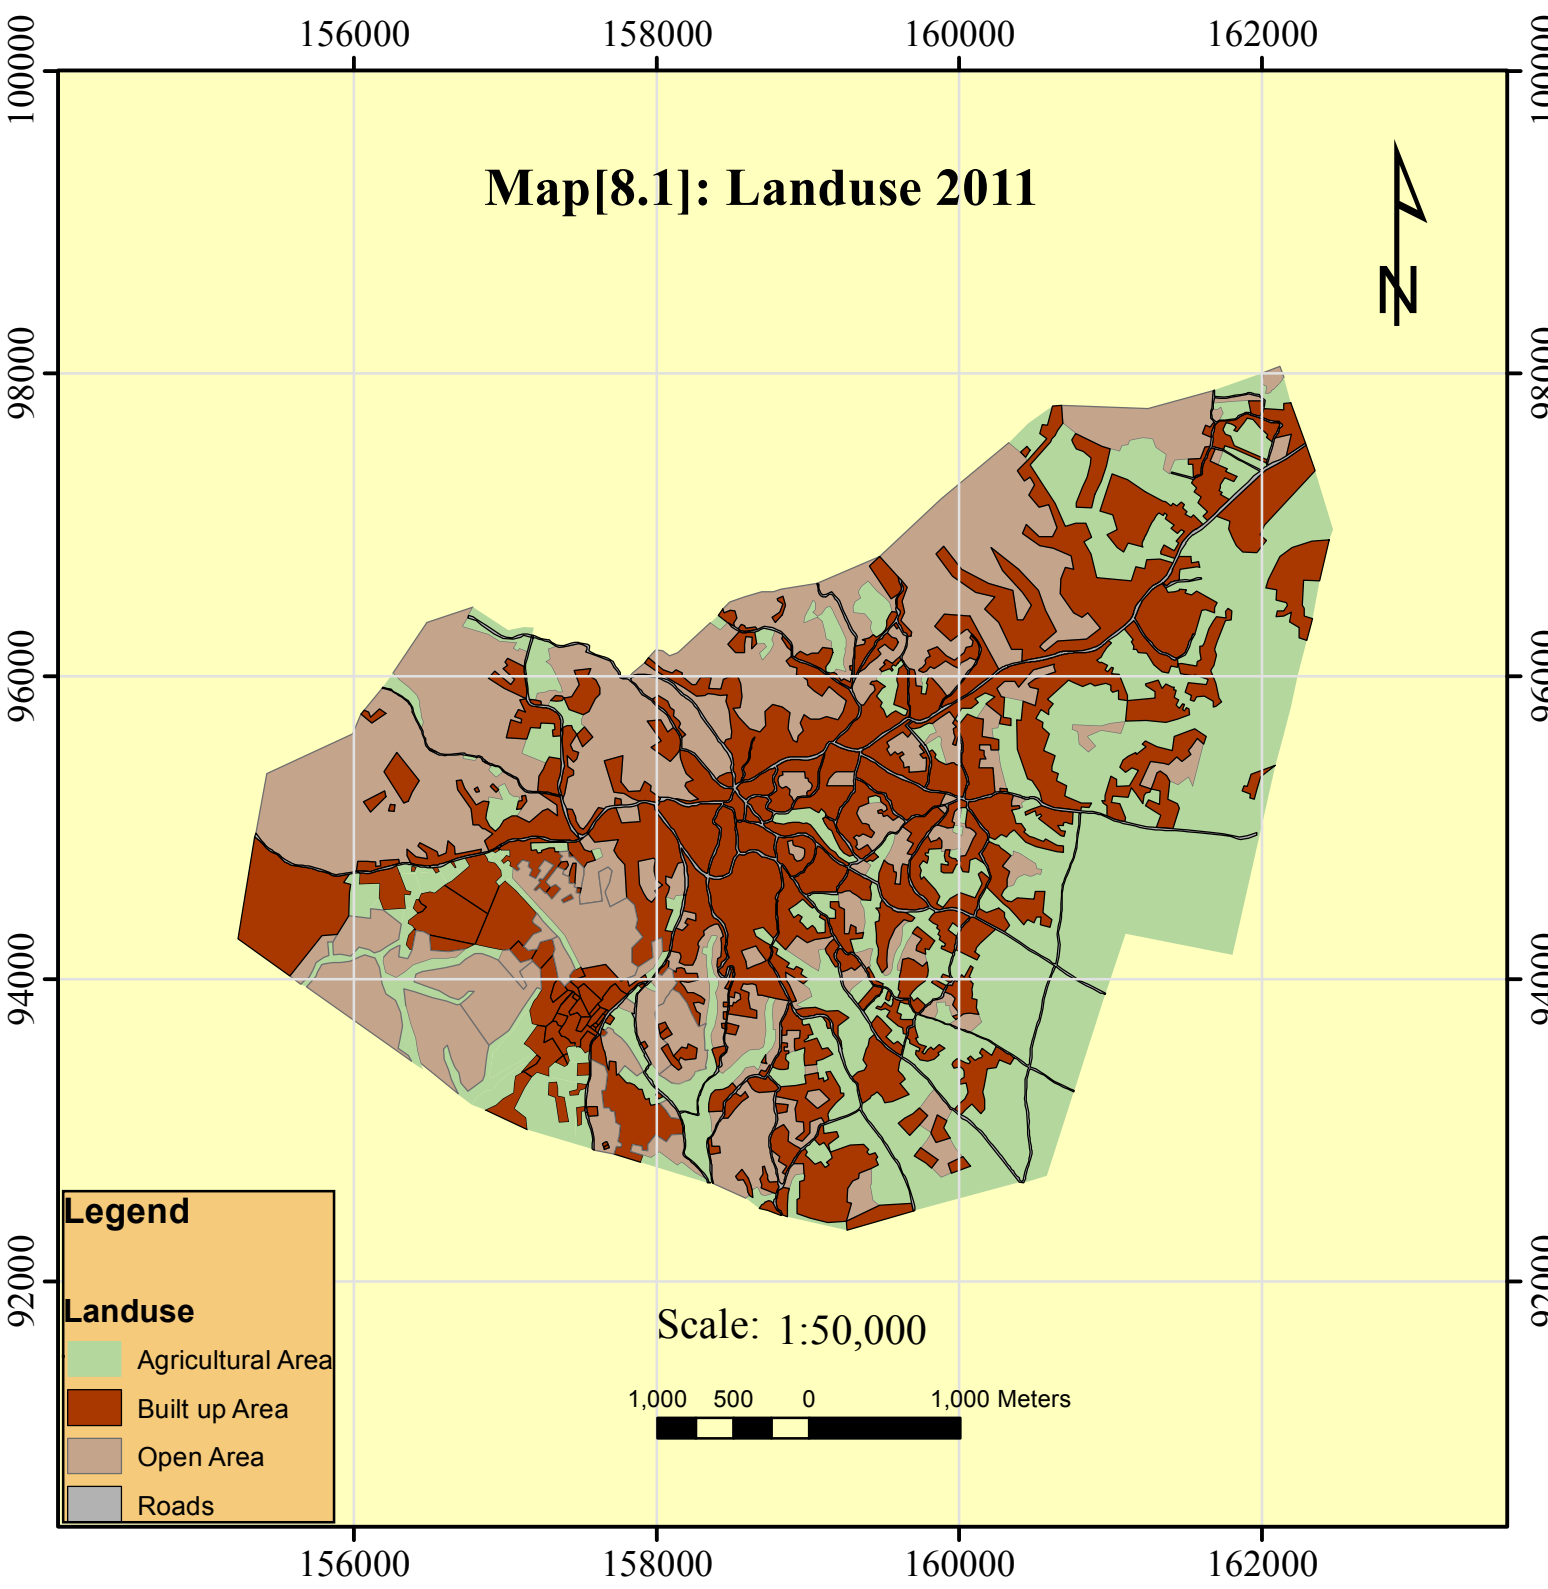 156000 158000 160000 162000
100000 100000
Map[8.1]: Landuse 2011
N
98000 98000
96000 96000
94000 94000
92000 92000
Legend
Landuse
Agricultural Area
Built up Area
Open Area
Roads
Scale: 1:50,000
1,000 500 0 1,000 Meters
156000 158000 160000 162000